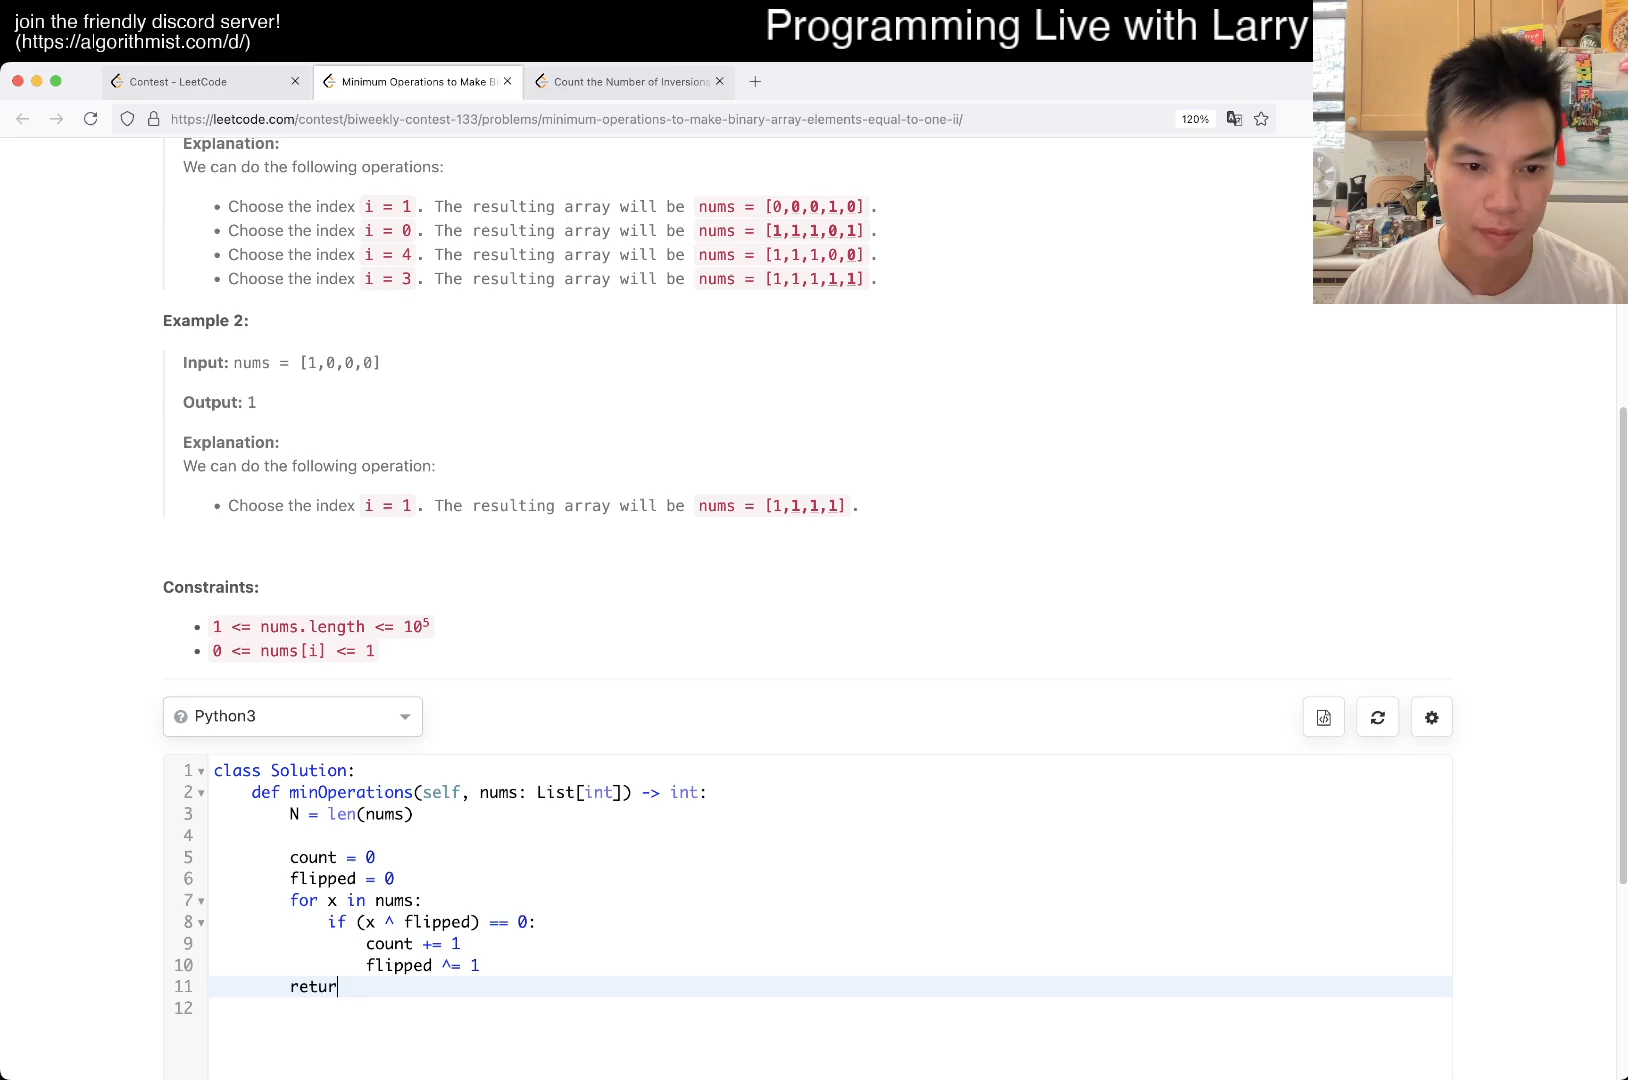 join the friendly discord server!
(https://algorithmist.com/d/)
Programming Live with Larry
Contest - LeetCode
Minimum Operations to Make Bi
Count the Number of Inversions
https://leetcode.com/contest/biweekly-contest-133/problems/minimum-operations-to-make-binary-array-elements-equal-to-one-ii/
120%
Explanation:
We can do the following operations:
• Choose the index i = 1. The resulting array will be nums = [0,0,0,1,0].
• Choose the index i = 0. The resulting array will be nums = [1,1,1,0,1].
• Choose the index i = 4. The resulting array will be nums = [1,1,1,0,0].
• Choose the index i = 3. The resulting array will be nums = [1,1,1,1,1].
Example 2:
Input: nums = [1,0,0,0]
Output: 1
Explanation:
We can do the following operation:
• Choose the index i = 1. The resulting array will be nums = [1,1,1,1].
Constraints:
• 1 <= nums.length <= 10⁵
• 0 <= nums[i] <= 1
Python3
1 class Solution:
2 def minOperations(self, nums: List[int]) -> int:
3 N = len(nums)
4
5 count = 0
6 flipped = 0
7 for x in nums:
8 if (x ^ flipped) == 0:
9 count += 1
10 flipped ^= 1
11 retur
12